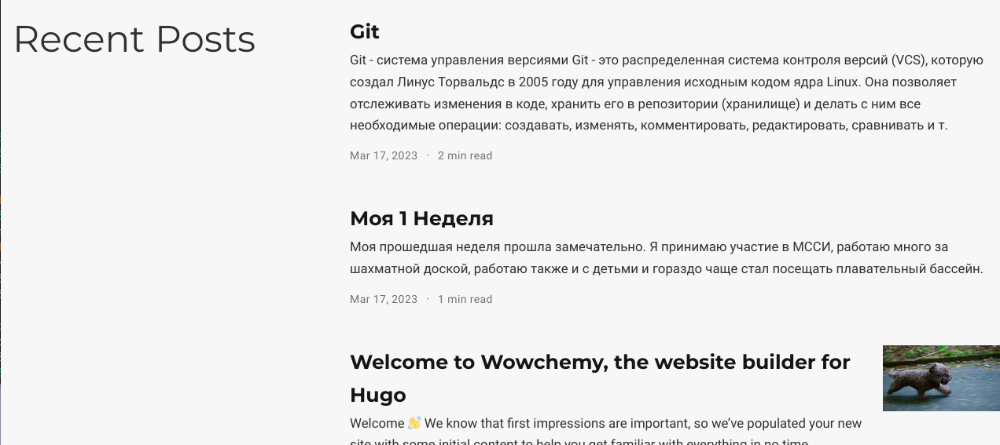 Recent Posts
Git
Git - система управления версиями Git - это распределенная система контроля версий (VCS), которую
создал Линус Торвальдс в 2005 году для управления исходным кодом ядра Linux. Она позволяет
отслеживать изменения в коде, хранить его в репозитории (хранилище) и делать с ним все
необходимые операции: создавать, изменять, комментировать, редактировать, сравнивать и т.
Mar 17, 2023 · 2 min read
Моя 1 Неделя
Моя прошедшая неделя прошла замечательно. Я принимаю участие в МССИ, работаю много за
шахматной доской, работаю также и с детьми и гораздо чаще стал посещать плавательный бассейн.
Mar 17, 2023 · 1 min read
Welcome to Wowchemy, the website builder for
Hugo
Welcome 👋 We know that first impressions are important, so we’ve populated your new
site with some initial content to help you get familiar with everything in no time.